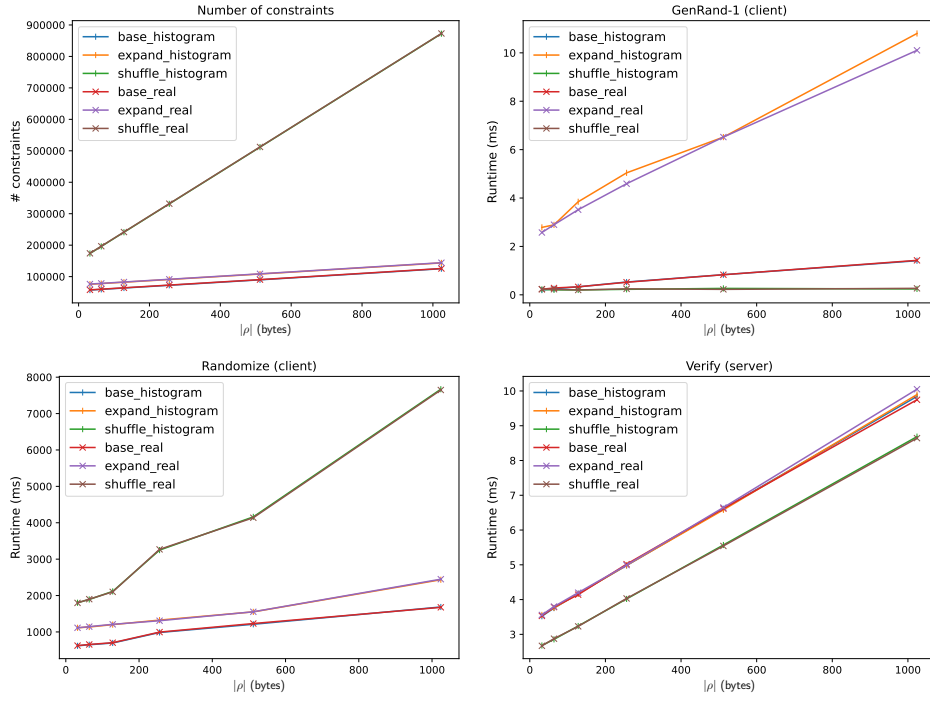 Number of constraints
900000
800000
700000
600000
500000
400000
300000
200000
100000
# constraints
base_histogram
expand_histogram
shuffle_histogram
base_real
expand_real
shuffle_real
0 200 400 600 800 1000
|ρ| (bytes)
GenRand-1 (client)
10
8
6
4
2
0
Runtime (ms)
base_histogram
expand_histogram
shuffle_histogram
base_real
expand_real
shuffle_real
0 200 400 600 800 1000
|ρ| (bytes)
Randomize (client)
8000
7000
6000
5000
4000
3000
2000
1000
Runtime (ms)
base_histogram
expand_histogram
shuffle_histogram
base_real
expand_real
shuffle_real
0 200 400 600 800 1000
|ρ| (bytes)
Verify (server)
10
9
8
7
6
5
4
3
Runtime (ms)
base_histogram
expand_histogram
shuffle_histogram
base_real
expand_real
shuffle_real
0 200 400 600 800 1000
|ρ| (bytes)